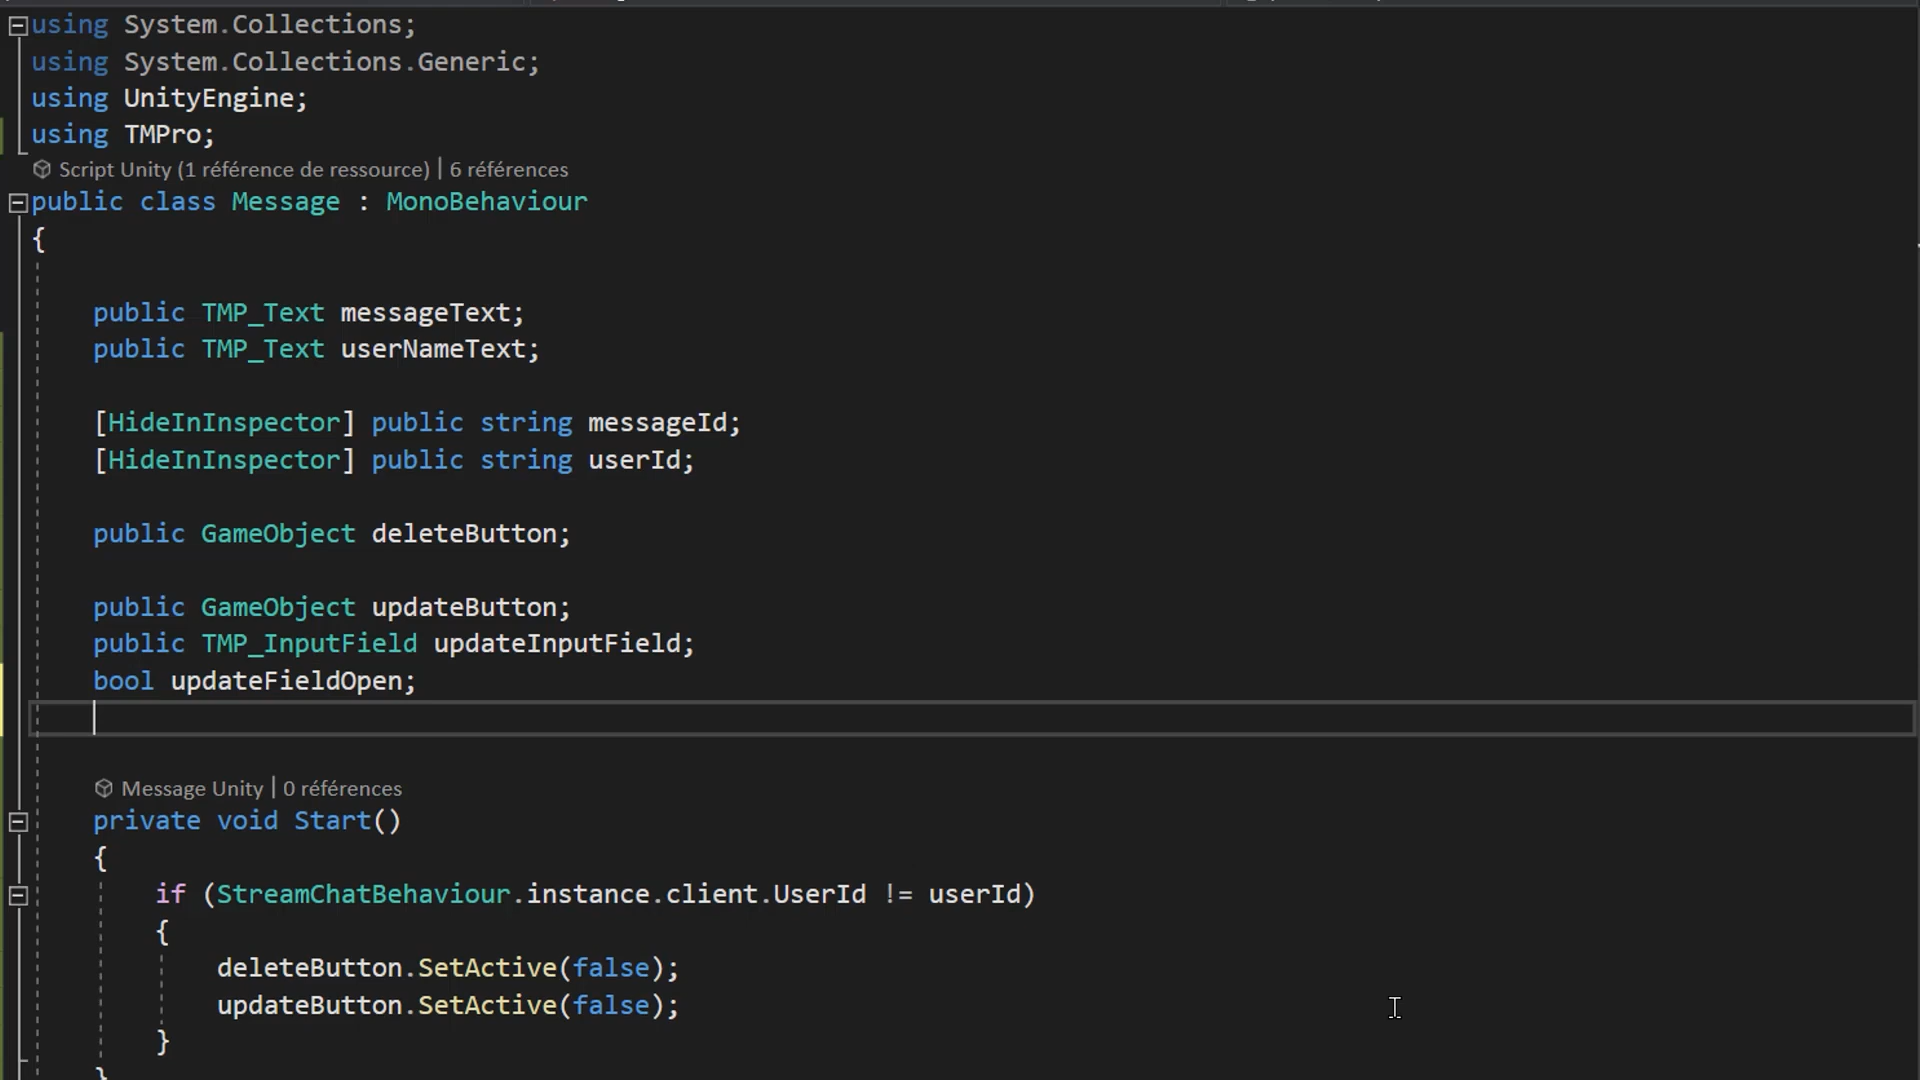 using System.Collections;
using System.Collections.Generic;
using UnityEngine;
using TMPro;
Script Unity (1 référence de ressource) | 6 références
public class Message : MonoBehaviour
{
public TMP_Text messageText;
public TMP_Text userNameText;
[HideInInspector] public string messageId;
[HideInInspector] public string userId;
public GameObject deleteButton;
public GameObject updateButton;
public TMP_InputField updateInputField;
bool updateFieldOpen;
Message Unity | 0 références
private void Start()
{
if (StreamChatBehaviour.instance.client.UserId != userId)
{
deleteButton.SetActive(false);
updateButton.SetActive(false);
}
}